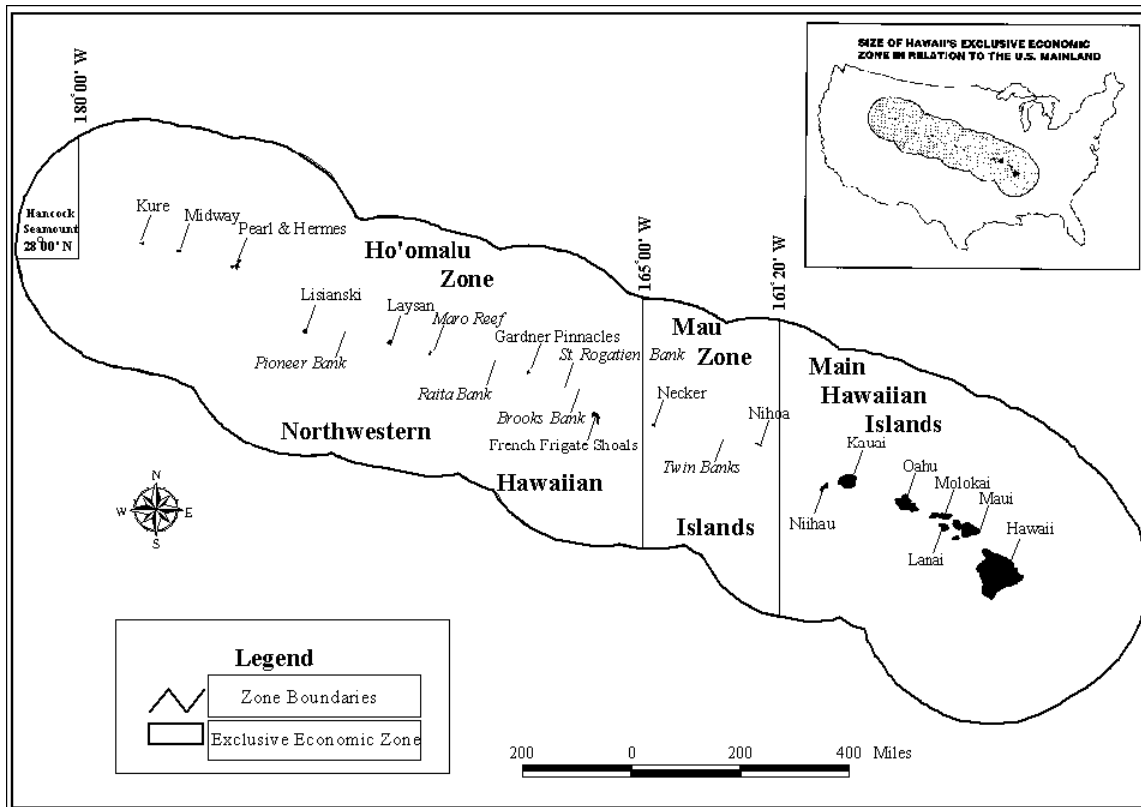 SIZE OF HAWAII'S EXCLUSIVE ECONOMIC
ZONE IN RELATION TO THE U.S. MAINLAND
180°00' W
Hancock
Seamount
28°00' N
Kure
Midway
Pearl & Hermes
Ho'omalu
Zone
165°00' W
161°20' W
Lisianski
Laysan
Maro Reef
Pioneer Bank
Gardner Pinnacles
St. Rogatien Bank
Raita Bank
Brooks Bank
French Frigate Shoals
Mau
Zone
Necker
Nihoa
Twin Banks
Main
Hawaiian
Islands
Northwestern
Hawaiian
Islands
Kauai
Niihau
Oahu
Molokai
Maui
Lanai
Hawaii
N
W
E
S
Legend
Zone Boundaries
Exclusive Economic Zone
200 0 200 400 Miles